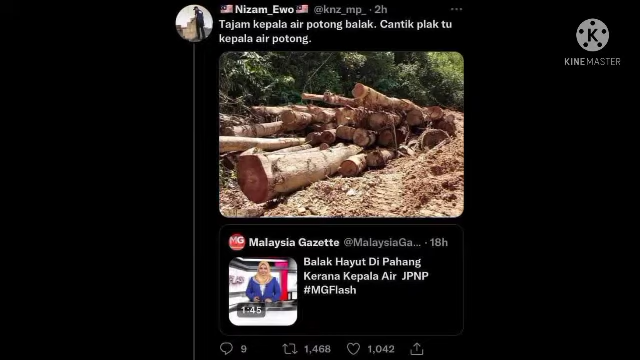 🇲🇾 Nizam_Ewo 🇲🇾 @knz_mp_ · 2h
Tajam kepala air potong balak. Cantik plak tu
kepala air potong.
KINEMASTER
MG Malaysia Gazette @MalaysiaGa... · 18h
Balak Hayut Di Pahang
Kerana Kepala Air JPNP
#MGFlash
1:45
9 1,468 1,042